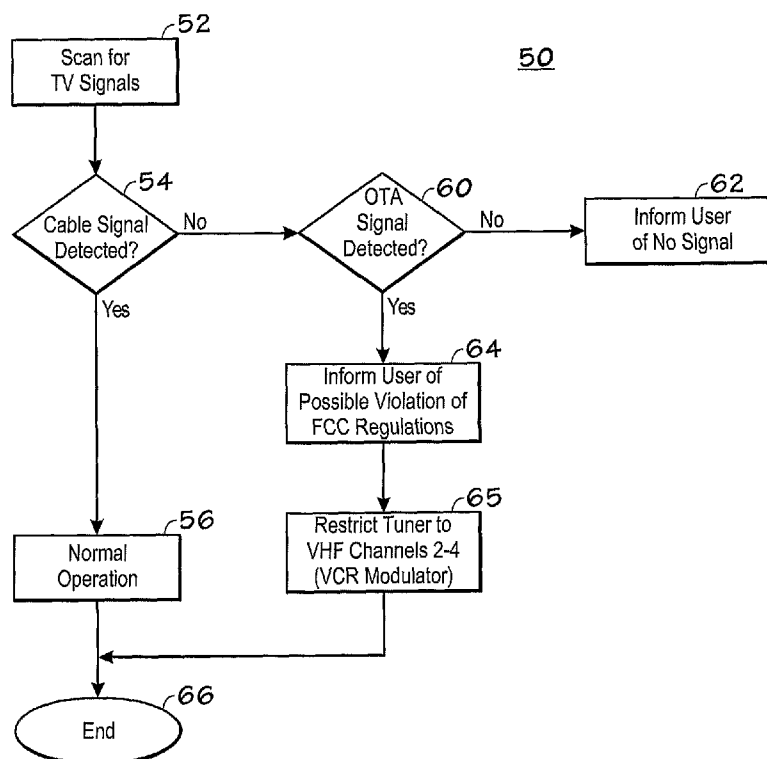 52
Scan for
TV Signals
50
54
Cable Signal
Detected?
No
Yes
60
OTA
Signal
Detected?
No
Yes
62
Inform User
of No Signal
64
Inform User of
Possible Violation of
FCC Regulations
65
Restrict Tuner to
VHF Channels 2-4
(VCR Modulator)
56
Normal
Operation
66
End